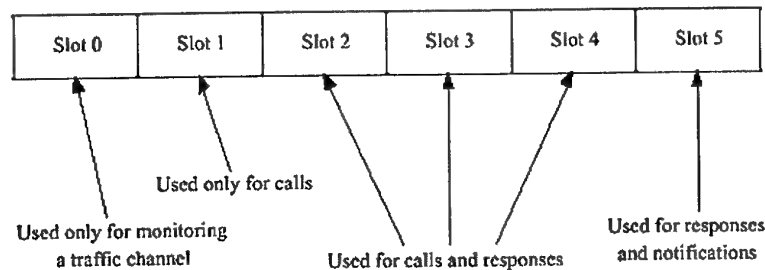 Slot 0 Slot 1 Slot 2 Slot 3 Slot 4 Slot 5
Used only for calls
Used only for monitoring
a traffic channel
Used for calls and responses
Used for responses
and notifications